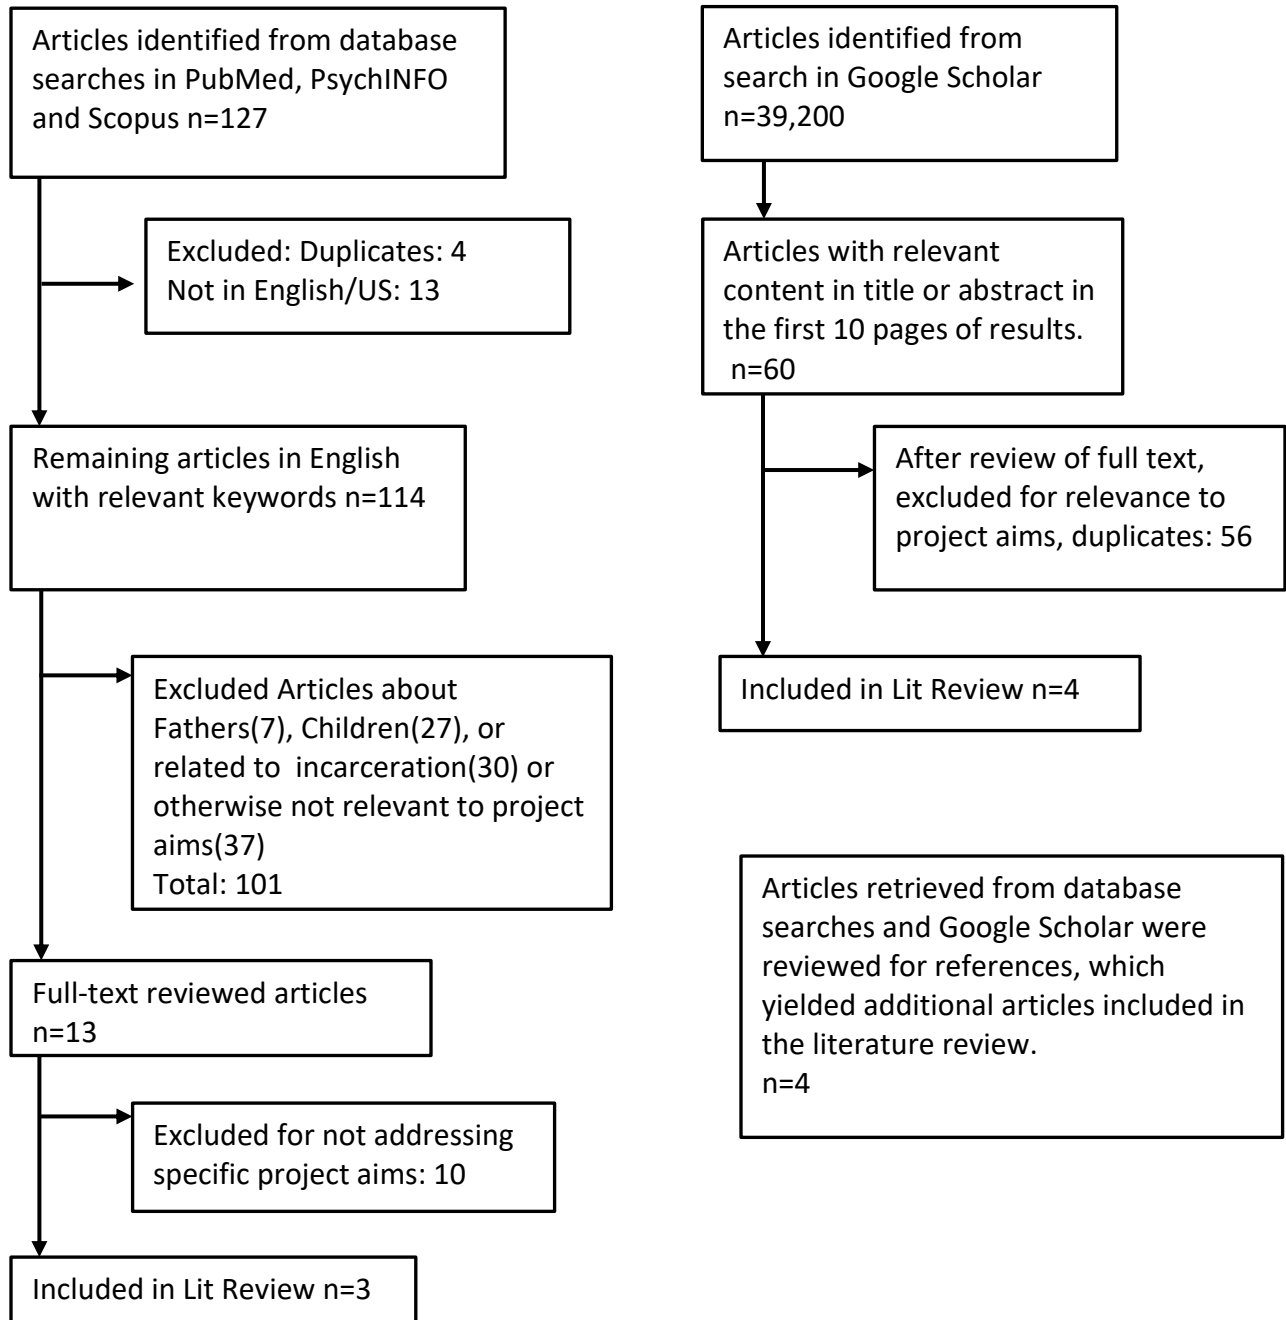 Articles identified from database
searches in PubMed, PsychINFO
and Scopus n=127
Excluded: Duplicates: 4
Not in English/US: 13
Remaining articles in English
with relevant keywords n=114
Excluded Articles about
Fathers(7), Children(27), or
related to  incarceration(30) or
otherwise not relevant to project
aims(37)
Total: 101
Full-text reviewed articles
n=13
Excluded for not addressing
specific project aims: 10
Included in Lit Review n=3
Articles identified from
search in Google Scholar
n=39,200
Articles with relevant
content in title or abstract in
the first 10 pages of results.
n=60
After review of full text,
excluded for relevance to
project aims, duplicates: 56
Included in Lit Review n=4
Articles retrieved from database
searches and Google Scholar were
reviewed for references, which
yielded additional articles included in
the literature review.
n=4